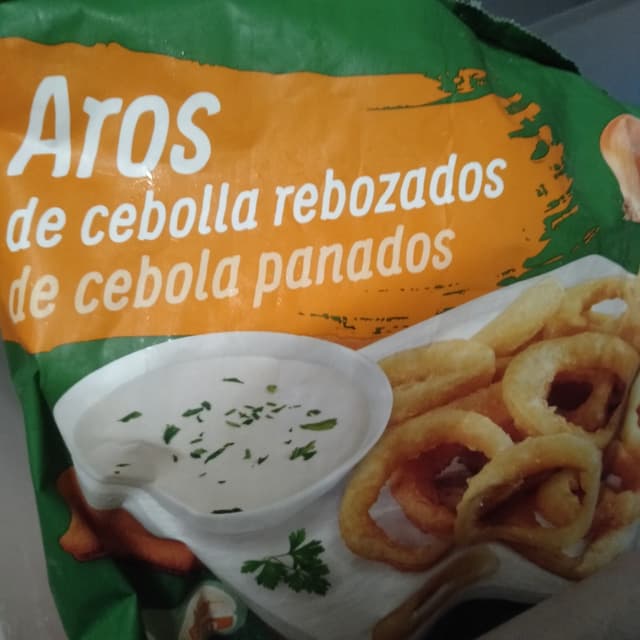 Aros
de cebolla rebozados
de cebola panados